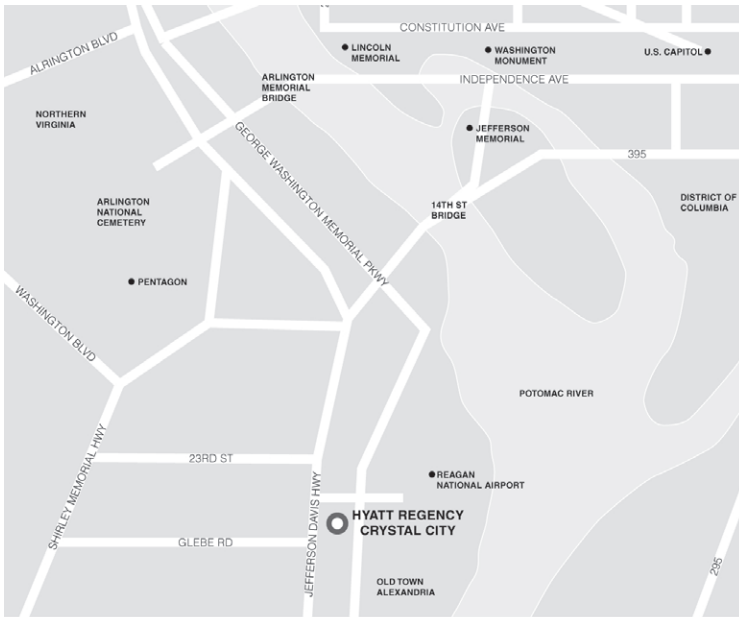 CONSTITUTION AVE
ALRINGTON BLVD
LINCOLN
MEMORIAL
WASHINGTON
MONUMENT
U.S. CAPITOL
ARLINGTON
MEMORIAL
BRIDGE
INDEPENDENCE AVE
NORTHERN
VIRGINIA
GEORGE WASHINGTON MEMORIAL PKWY
JEFFERSON
MEMORIAL
395
ARLINGTON
NATIONAL
CEMETERY
14TH ST
BRIDGE
DISTRICT OF
COLUMBIA
PENTAGON
WASHINGTON BLVD
POTOMAC RIVER
SHIRLEY MEMORIAL HWY
23RD ST
JEFFERSON DAVIS HWY
REAGAN
NATIONAL AIRPORT
HYATT REGENCY
CRYSTAL CITY
GLEBE RD
OLD TOWN
ALEXANDRIA
295